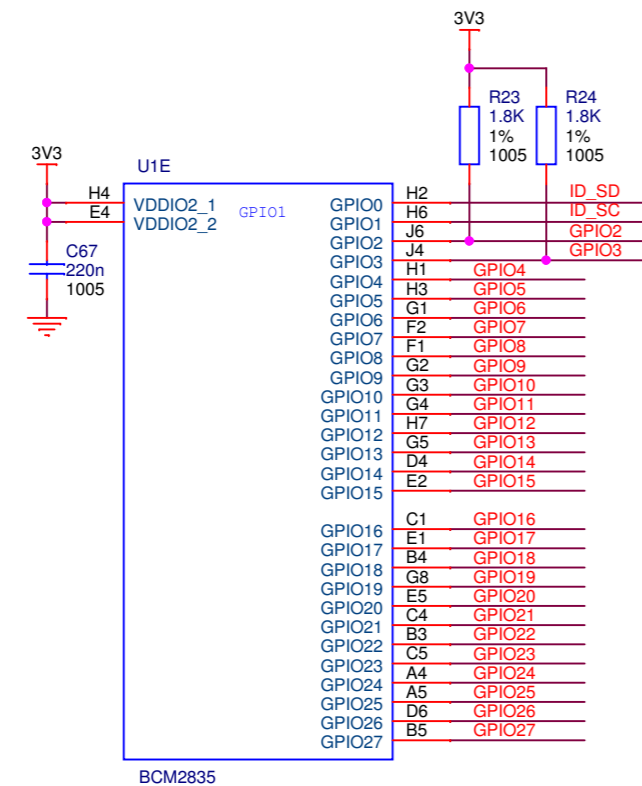 3V3
R23
1.8K
1%
1005
R24
1.8K
1%
1005
3V3
U1E
H4
E4
VDDIO2_1
VDDIO2_2
GPIO1
C67
220n
1005
GPIO0 H2 ID_SD
GPIO1 H6 ID_SC
GPIO2 J6 GPIO2
GPIO3 J4 GPIO3
GPIO4 H1 GPIO4
GPIO5 H3 GPIO5
GPIO6 G1 GPIO6
GPIO7 F2 GPIO7
GPIO8 F1 GPIO8
GPIO9 G2 GPIO9
GPIO10 G3 GPIO10
GPIO11 G4 GPIO11
GPIO12 H7 GPIO12
GPIO13 G5 GPIO13
GPIO14 D4 GPIO14
GPIO15 E2 GPIO15
GPIO16 C1 GPIO16
GPIO17 E1 GPIO17
GPIO18 B4 GPIO18
GPIO19 G8 GPIO19
GPIO20 E5 GPIO20
GPIO21 C4 GPIO21
GPIO22 B3 GPIO22
GPIO23 C5 GPIO23
GPIO24 A4 GPIO24
GPIO25 A5 GPIO25
GPIO26 D6 GPIO26
GPIO27 B5 GPIO27
BCM2835